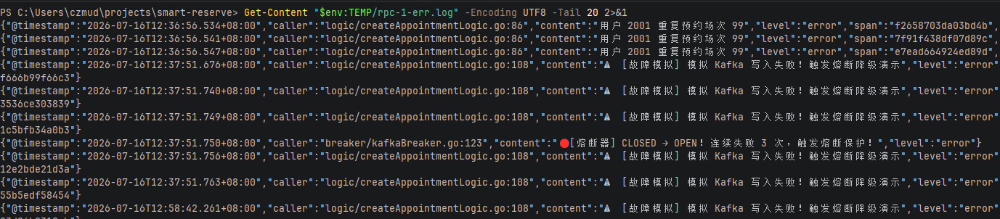 PS C:\Users\czmud\projects\smart-reserve> Get-Content "$env:TEMP/rpc-1-err.log" -Encoding UTF8 -Tail 20 2>&1
{"@timestamp":"2026-07-16T12:36:56.534+08:00","caller":"logic/createAppointmentLogic.go:86","content":"用户 2001 重复预约场次 99","level":"error","span":"f2658703da03bd4b",
{"@timestamp":"2026-07-16T12:36:56.541+08:00","caller":"logic/createAppointmentLogic.go:86","content":"用户 2001 重复预约场次 99","level":"error","span":"7f91f438df07d89c",
{"@timestamp":"2026-07-16T12:36:56.547+08:00","caller":"logic/createAppointmentLogic.go:86","content":"用户 2001 重复预约场次 99","level":"error","span":"e7ead664924ed89d",
{"@timestamp":"2026-07-16T12:37:51.676+08:00","caller":"logic/createAppointmentLogic.go:108","content":"⚠ [故障模拟] 模拟 Kafka 写入失败！触发熔断降级演示","level":"error"
f666b99f66c3"}
{"@timestamp":"2026-07-16T12:37:51.740+08:00","caller":"logic/createAppointmentLogic.go:108","content":"⚠ [故障模拟] 模拟 Kafka 写入失败！触发熔断降级演示","level":"error"
3536ce303839"}
{"@timestamp":"2026-07-16T12:37:51.749+08:00","caller":"logic/createAppointmentLogic.go:108","content":"⚠ [故障模拟] 模拟 Kafka 写入失败！触发熔断降级演示","level":"error"
1c5bfb34a0b3"}
{"@timestamp":"2026-07-16T12:37:51.750+08:00","caller":"breaker/kafkaBreaker.go:123","content":"🔴[熔断器] CLOSED → OPEN！连续失败 3 次，触发熔断保护！","level":"error"}
{"@timestamp":"2026-07-16T12:37:51.756+08:00","caller":"logic/createAppointmentLogic.go:108","content":"⚠ [故障模拟] 模拟 Kafka 写入失败！触发熔断降级演示","level":"error"
12e2bde21d3a"}
{"@timestamp":"2026-07-16T12:37:51.763+08:00","caller":"logic/createAppointmentLogic.go:108","content":"⚠ [故障模拟] 模拟 Kafka 写入失败！触发熔断降级演示","level":"error"
55b5edf58454"}
{"@timestamp":"2026-07-16T12:58:42.261+08:00","caller":"logic/createAppointmentLogic.go:108","content":"⚠ [故障模拟] 模拟 Kafka 写入失败！触发熔断降级演示","level":"error"